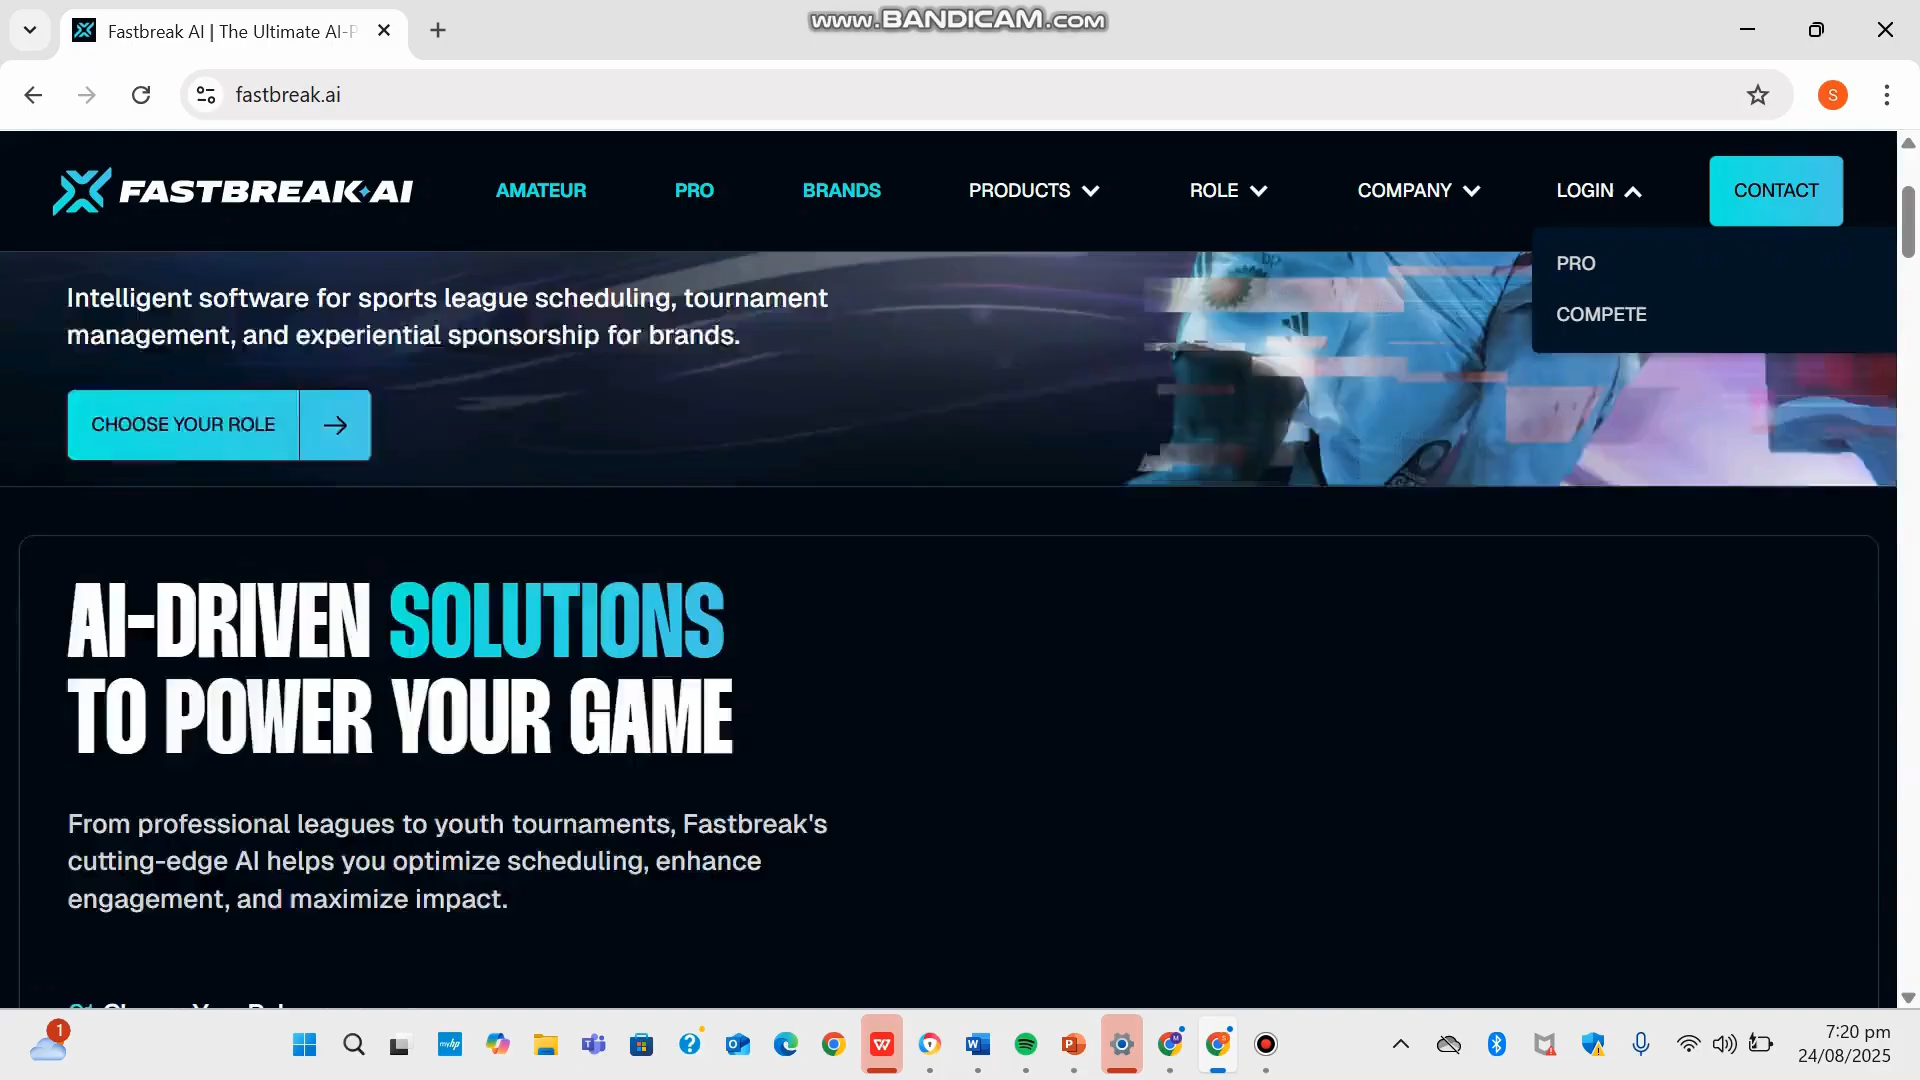 www.BANDICAM.com
Fastbreak AI | The Ultimate AI-P
fastbreak.ai
S
FASTBREAK AI
AMATEUR
PRO
BRANDS
PRODUCTS
ROLE
COMPANY
LOGIN
CONTACT
PRO
COMPETE
Intelligent software for sports league scheduling, tournament
management, and experiential sponsorship for brands.
CHOOSE YOUR ROLE
AI-DRIVEN SOLUTIONS
TO POWER YOUR GAME
From professional leagues to youth tournaments, Fastbreak's
cutting-edge AI helps you optimize scheduling, enhance
engagement, and maximize impact.
1
7:20 pm
24/08/2025